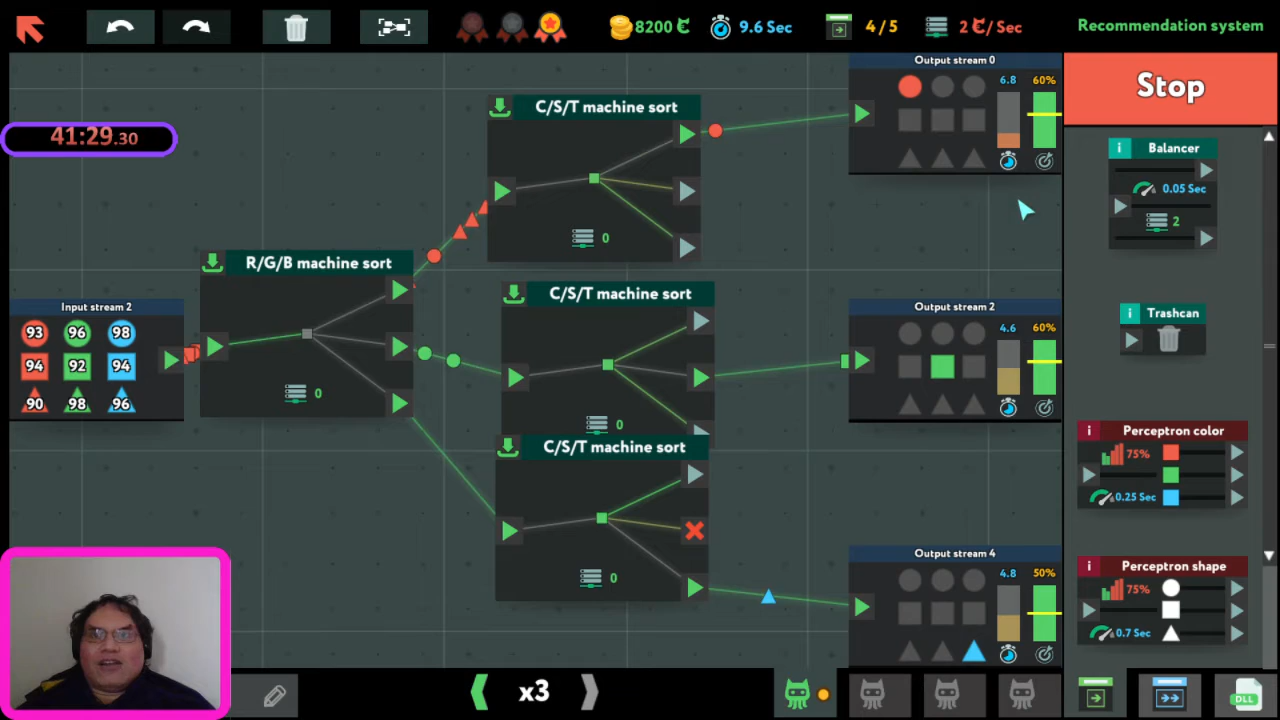 8200 ₾
9.6 Sec
4 / 5
2 ₾/ Sec
Recommendation system
Stop
41:29.30
Output stream 0
6.8 60%
C/S/T machine sort
0
Balancer
0.05 Sec
2
R/G/B machine sort
0
C/S/T machine sort
0
Input stream 2
93 96 98
94 92 94
90 98 96
Output stream 2
4.6 60%
Trashcan
C/S/T machine sort
0
Perceptron color
75%
0.25 Sec
Output stream 4
4.8 50%
Perceptron shape
75%
0.7 Sec
x3
DLL